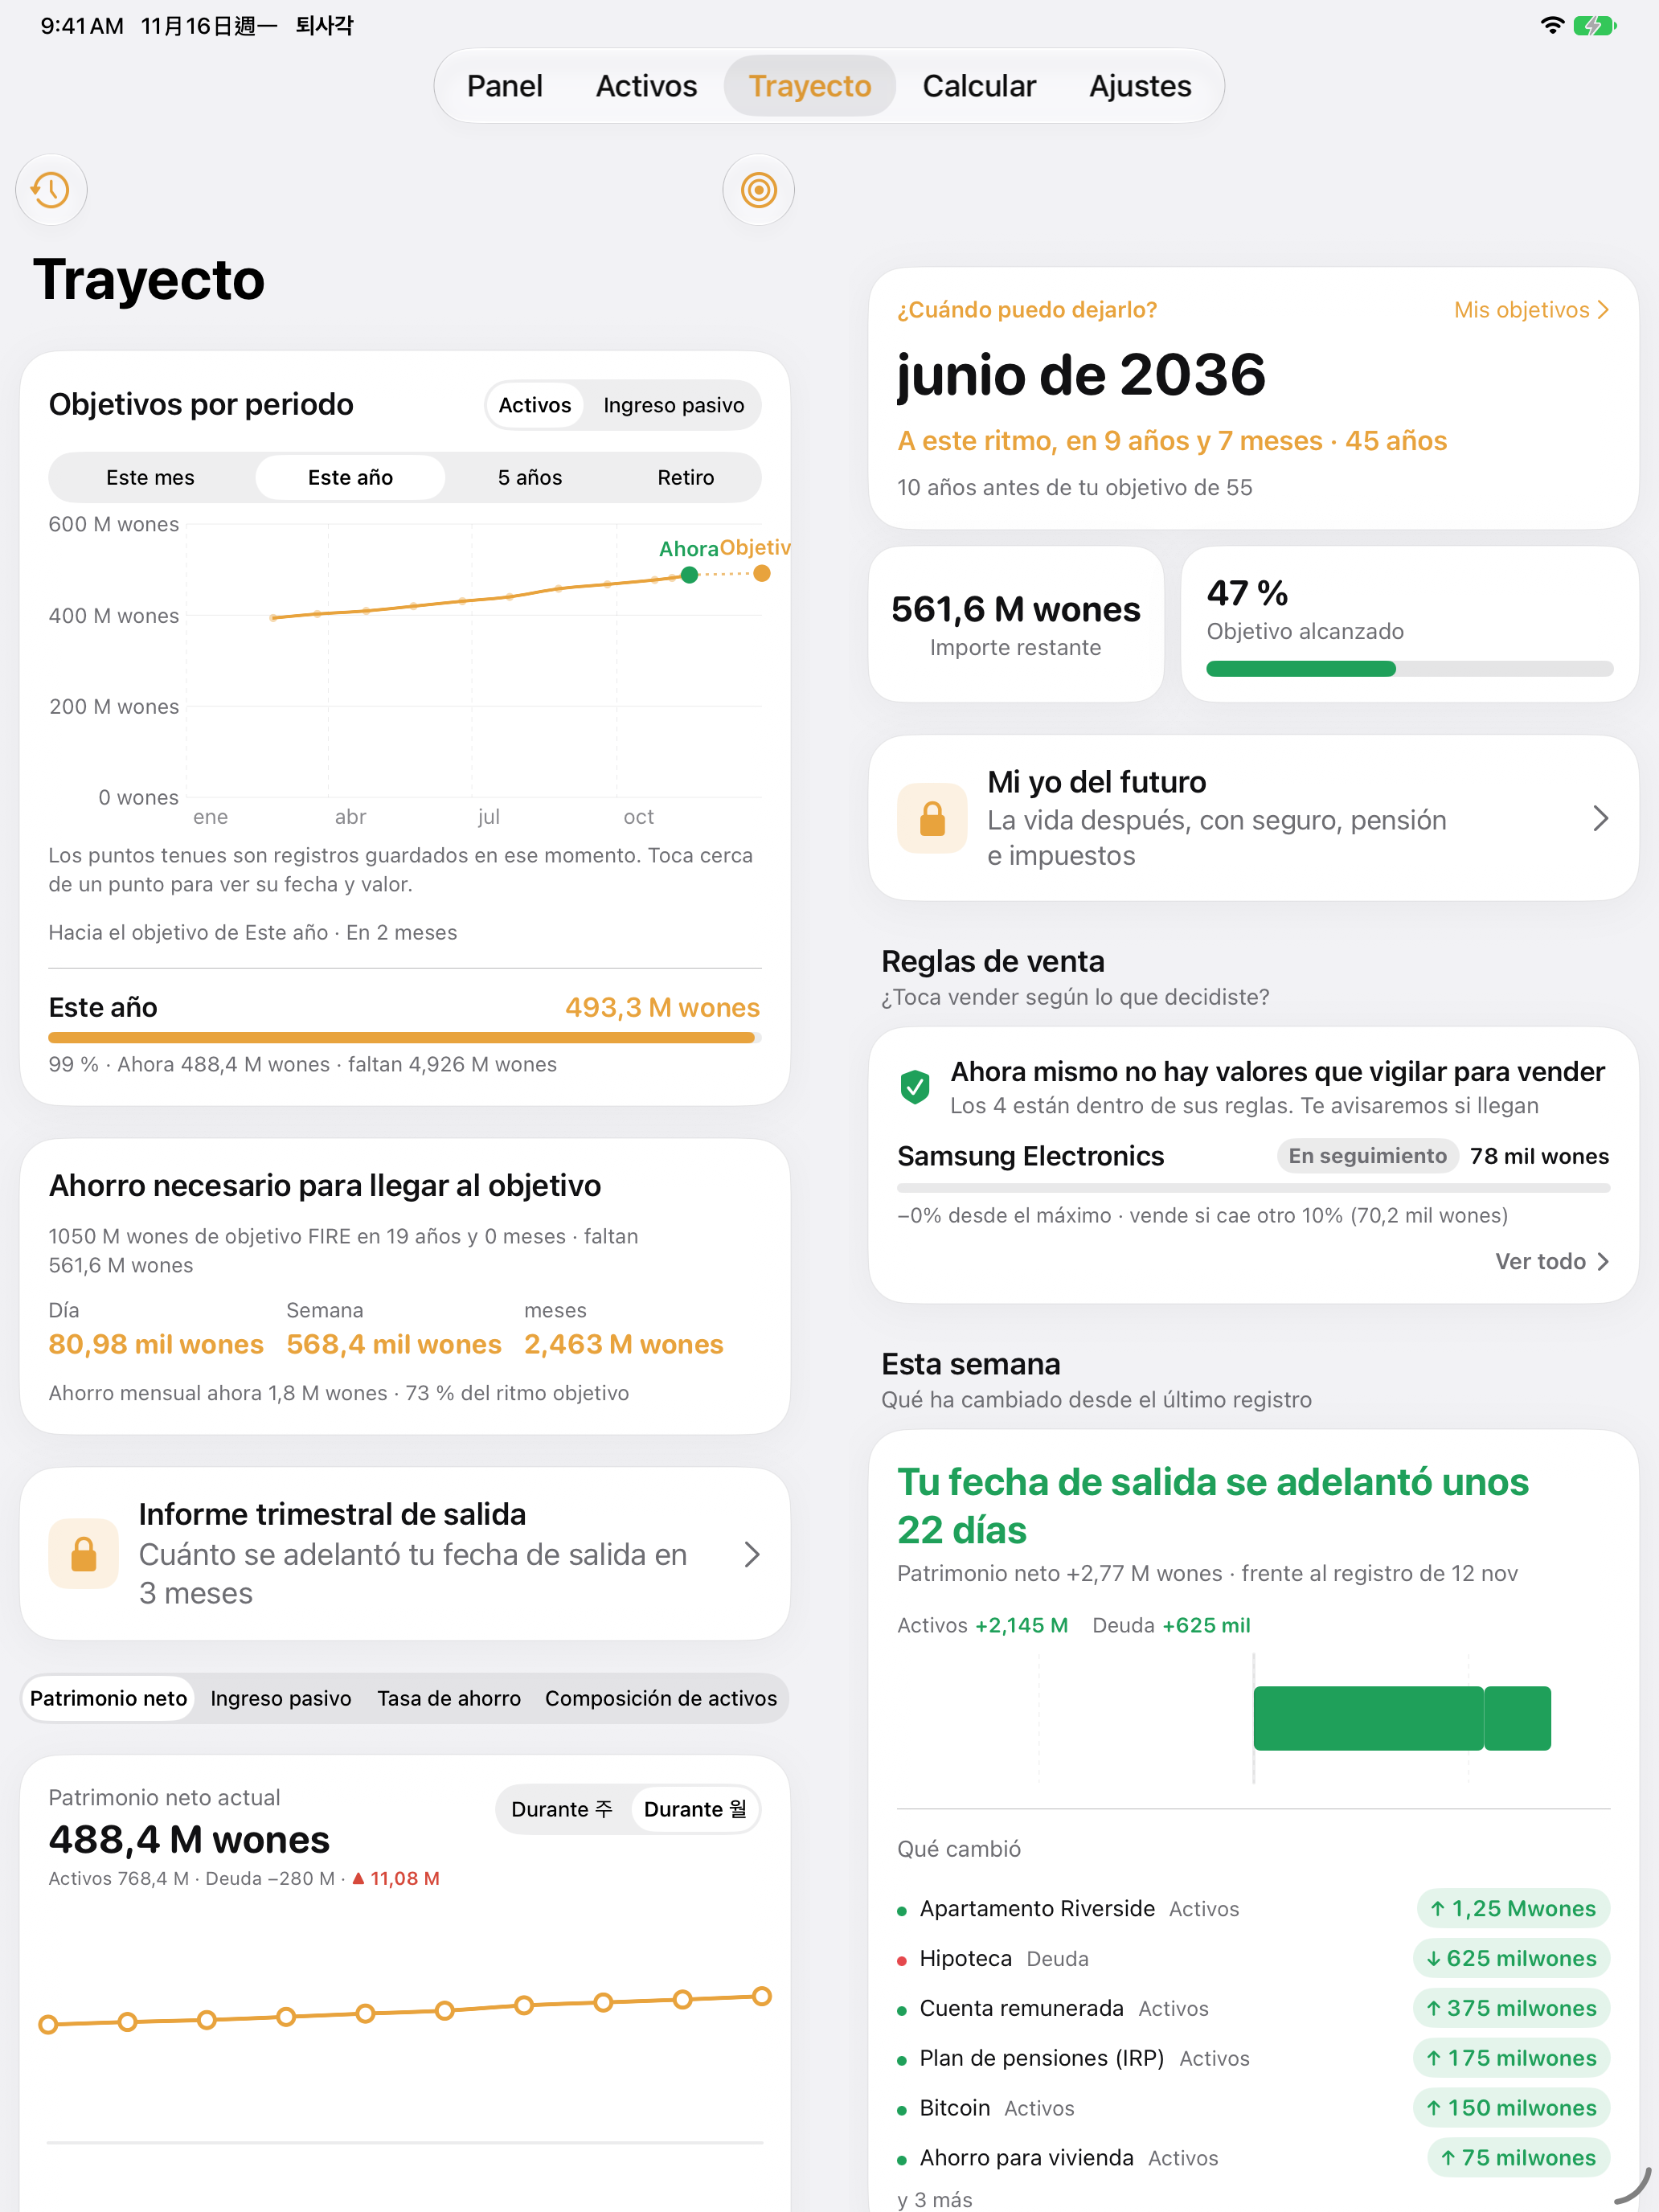 9:41 AM 11月16日週一 퇴사각
Panel
Activos
Trayecto
Calcular
Ajustes
Trayecto
Objetivos por periodo
Activos
Ingreso pasivo
Este mes
Este año
5 años
Retiro
600 M wones
400 M wones
200 M wones
0 wones
Ahora
Objetiv
ene
abr
jul
oct
Los puntos tenues son registros guardados en ese momento. Toca cerca
de un punto para ver su fecha y valor.
Hacia el objetivo de Este año · En 2 meses
Este año
493,3 M wones
99 % · Ahora 488,4 M wones · faltan 4,926 M wones
Ahorro necesario para llegar al objetivo
1050 M wones de objetivo FIRE en 19 años y 0 meses · faltan
561,6 M wones
Día
Semana
meses
80,98 mil wones
568,4 mil wones
2,463 M wones
Ahorro mensual ahora 1,8 M wones · 73 % del ritmo objetivo
Informe trimestral de salida
Cuánto se adelantó tu fecha de salida en
3 meses
Patrimonio neto
Ingreso pasivo
Tasa de ahorro
Composición de activos
Patrimonio neto actual
Durante 주
Durante 월
488,4 M wones
Activos 768,4 M · Deuda −280 M · ▲ 11,08 M
¿Cuándo puedo dejarlo?
Mis objetivos
junio de 2036
A este ritmo, en 9 años y 7 meses · 45 años
10 años antes de tu objetivo de 55
561,6 M wones
Importe restante
47 %
Objetivo alcanzado
Mi yo del futuro
La vida después, con seguro, pensión
e impuestos
Reglas de venta
¿Toca vender según lo que decidiste?
Ahora mismo no hay valores que vigilar para vender
Los 4 están dentro de sus reglas. Te avisaremos si llegan
Samsung Electronics
En seguimiento
78 mil wones
−0% desde el máximo · vende si cae otro 10% (70,2 mil wones)
Ver todo
Esta semana
Qué ha cambiado desde el último registro
Tu fecha de salida se adelantó unos
22 días
Patrimonio neto +2,77 M wones · frente al registro de 12 nov
Activos +2,145 M
Deuda +625 mil
Qué cambió
Apartamento Riverside Activos ↑ 1,25 Mwones
Hipoteca Deuda ↓ 625 milwones
Cuenta remunerada Activos ↑ 375 milwones
Plan de pensiones (IRP) Activos ↑ 175 milwones
Bitcoin Activos ↑ 150 milwones
Ahorro para vivienda Activos ↑ 75 milwones
y 3 más